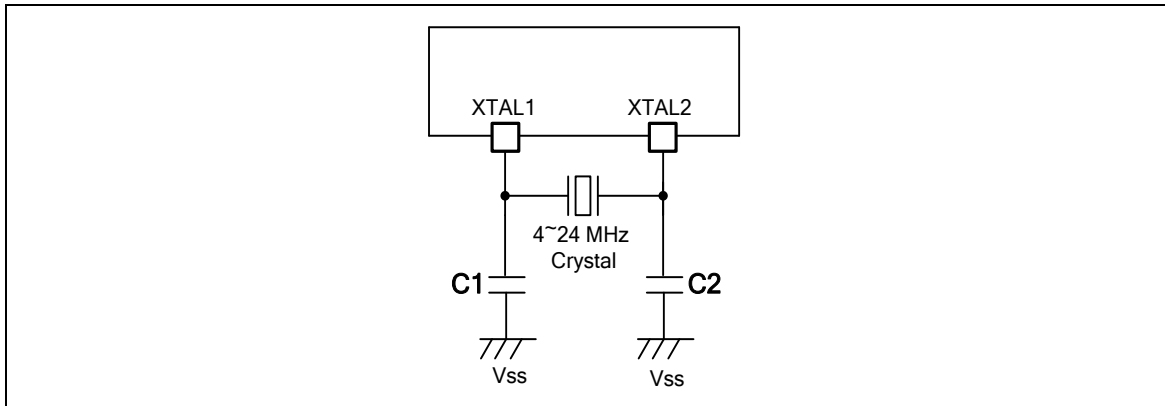 XTAL1 XTAL2
4~24 MHz
Crystal
C1 C2
Vss Vss